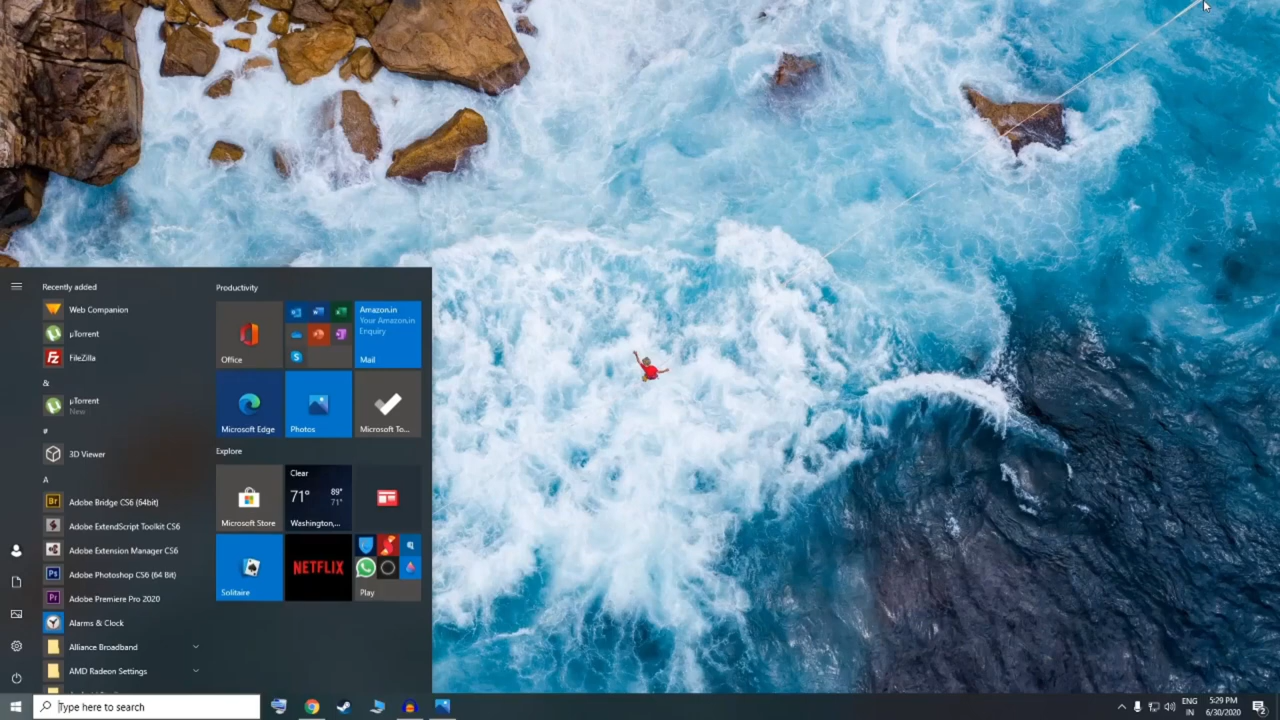 Recently added
Web Companion
µTorrent
FileZilla
&
µTorrent
New
#
3D Viewer
A
Adobe Bridge CS6 (64bit)
Adobe ExtendScript Toolkit CS6
Adobe Extension Manager CS6
Adobe Photoshop CS6 (64 Bit)
Adobe Premiere Pro 2020
Alarms & Clock
Alliance Broadband
AMD Radeon Settings
Productivity
Office
Amazon.in
Your Amazon.in
Enquiry
Mail
Microsoft Edge
Photos
Microsoft To...
Explore
Microsoft Store
Clear
71° 89°
71°
Washington,...
Solitaire
NETFLIX
Play
Type here to search
ENG
IN
5:29 PM
6/30/2020
2